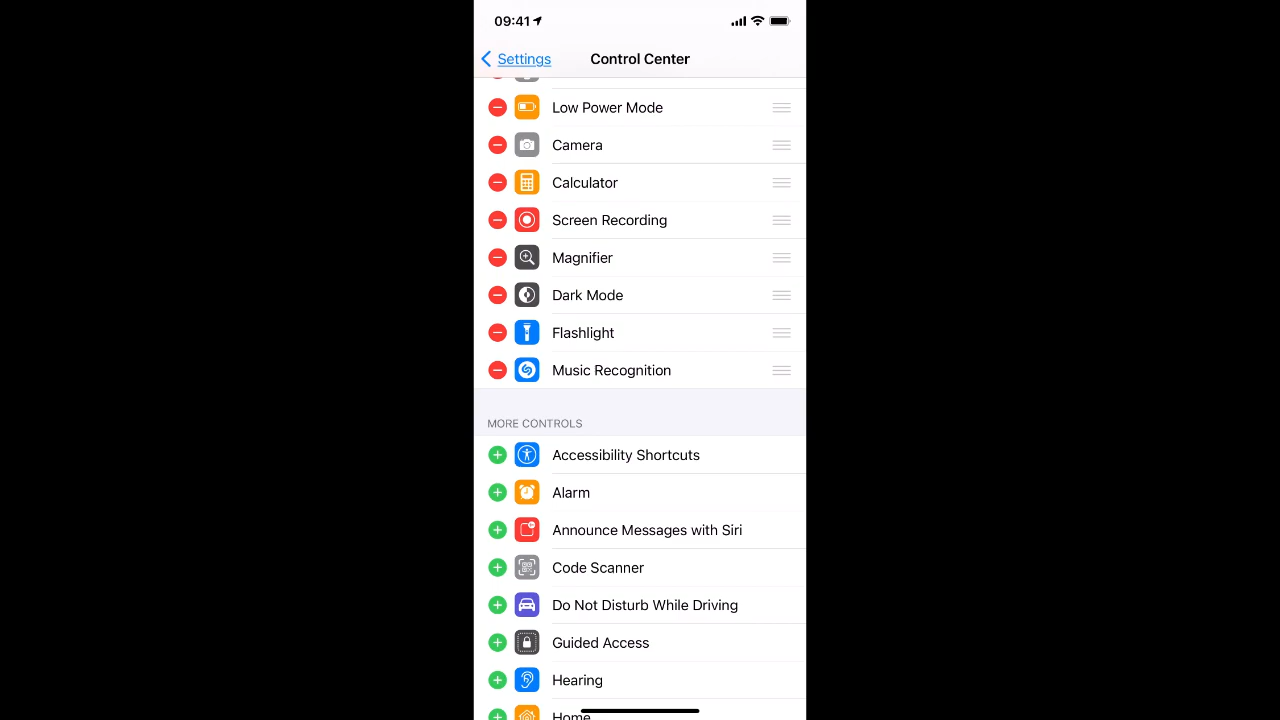 09:41
Settings
Control Center
Low Power Mode
Camera
Calculator
Screen Recording
Magnifier
Dark Mode
Flashlight
Music Recognition
MORE CONTROLS
Accessibility Shortcuts
Alarm
Announce Messages with Siri
Code Scanner
Do Not Disturb While Driving
Guided Access
Hearing
Home